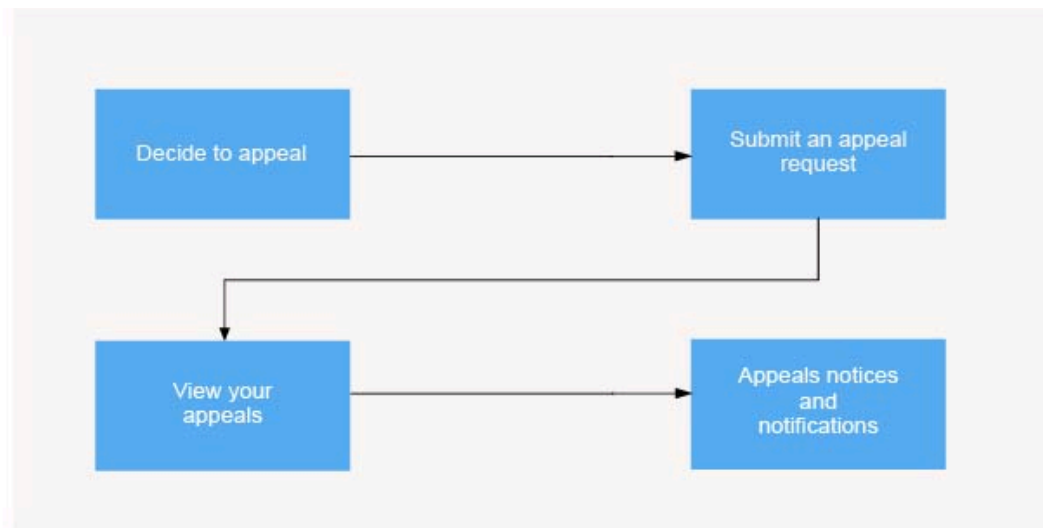 Decide to appeal
Submit an appeal
request
View your
appeals
Appeals notices
and
notifications